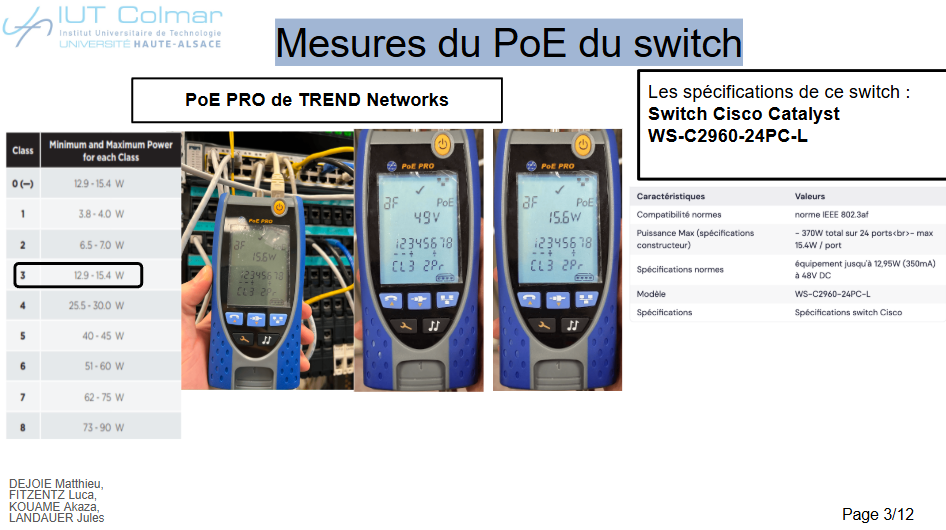 IUT Colmar
Institut Universitaire de Technologie
UNIVERSITÉ HAUTE-ALSACE
Mesures du PoE du switch
PoE PRO de TREND Networks
Les spécifications de ce switch :
Switch Cisco Catalyst
WS-C2960-24PC-L
Class Minimum and Maximum Power
for each Class
0 (—) 12.9 - 15.4 W
1 3.8 - 4.0 W
2 6.5 - 7.0 W
3 12.9 - 15.4 W
4 25.5 - 30.0 W
5 40 - 45 W
6 51 - 60 W
7 62 - 75 W
8 73 - 90 W
PoE PRO
AF
15.6W
12345678
CL3 2Pr
PoE PRO
AF PoE
49V
12345678
--++
CL3 2Pr
PoE PRO
AF PoE
15.6W
12345678
--++
CL3 2Pr
Caractéristiques Valeurs
Compatibilité normes norme IEEE 802.3af
Puissance Max (spécifications
constructeur)
- 370W total sur 24 ports<br>- max
15.4W / port
Spécifications normes
équipement jusqu'à 12,95W (350mA)
à 48V DC
Modèle WS-C2960-24PC-L
Spécifications Spécifications switch Cisco
DEJOIE Matthieu,
FITZENTZ Luca,
KOUAME Akaza,
LANDAUER Jules
Page 3/12